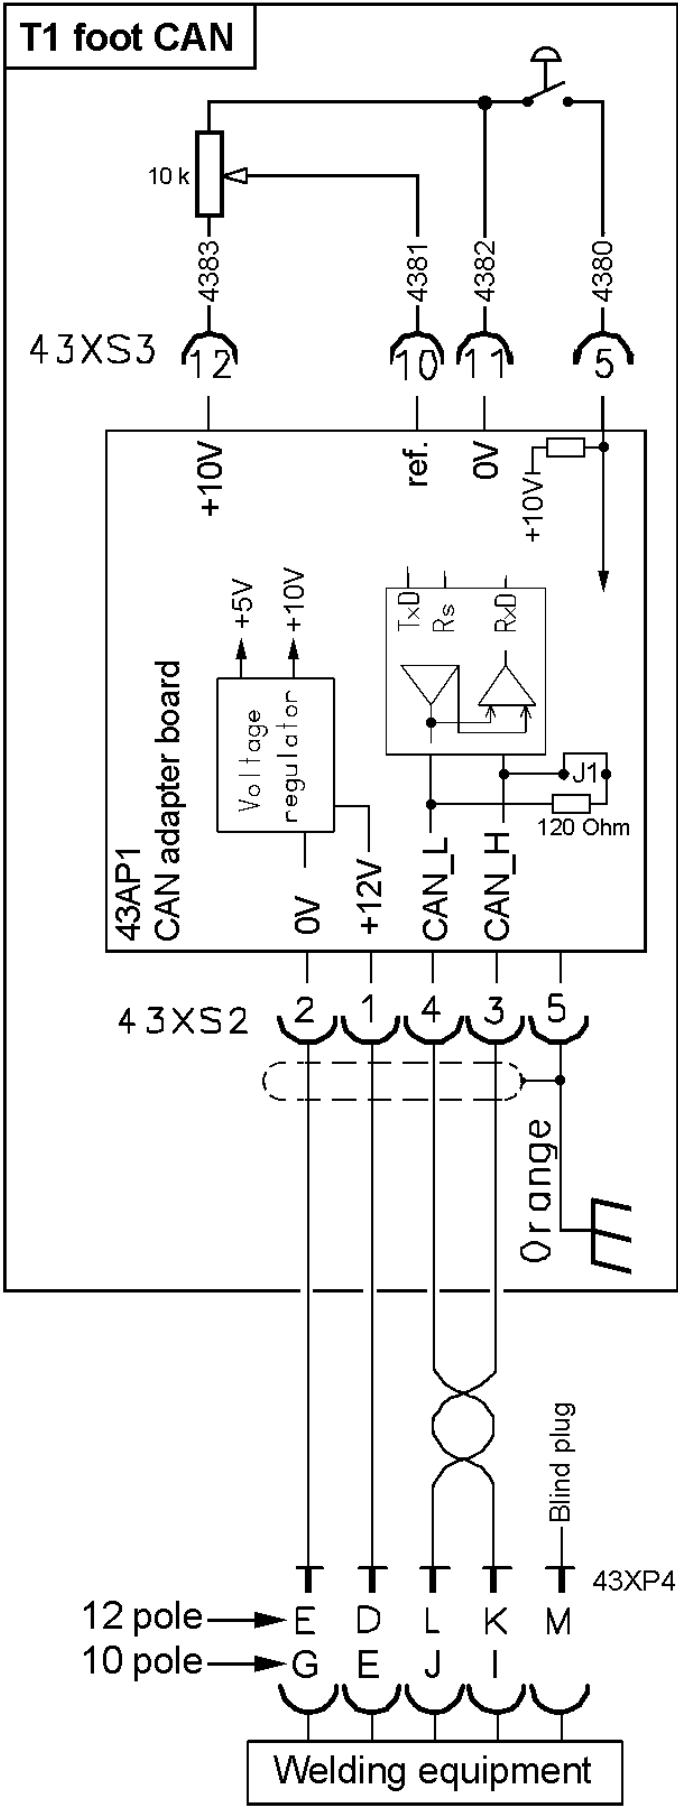 T1 foot CAN
10 k
4383
4381
4382
4380
43XS3
12
10
11
5
+10V
ref.
0V
+10V
+5V
+10V
TxD
Rs
RxD
Voltage
regulator
J1
120 Ohm
43AP1
CAN adapter board
0V
+12V
CAN_L
CAN_H
43XS2
2
1
4
3
5
Orange
Blind plug
43XP4
12 pole E D L K M
10 pole G E J I
Welding equipment